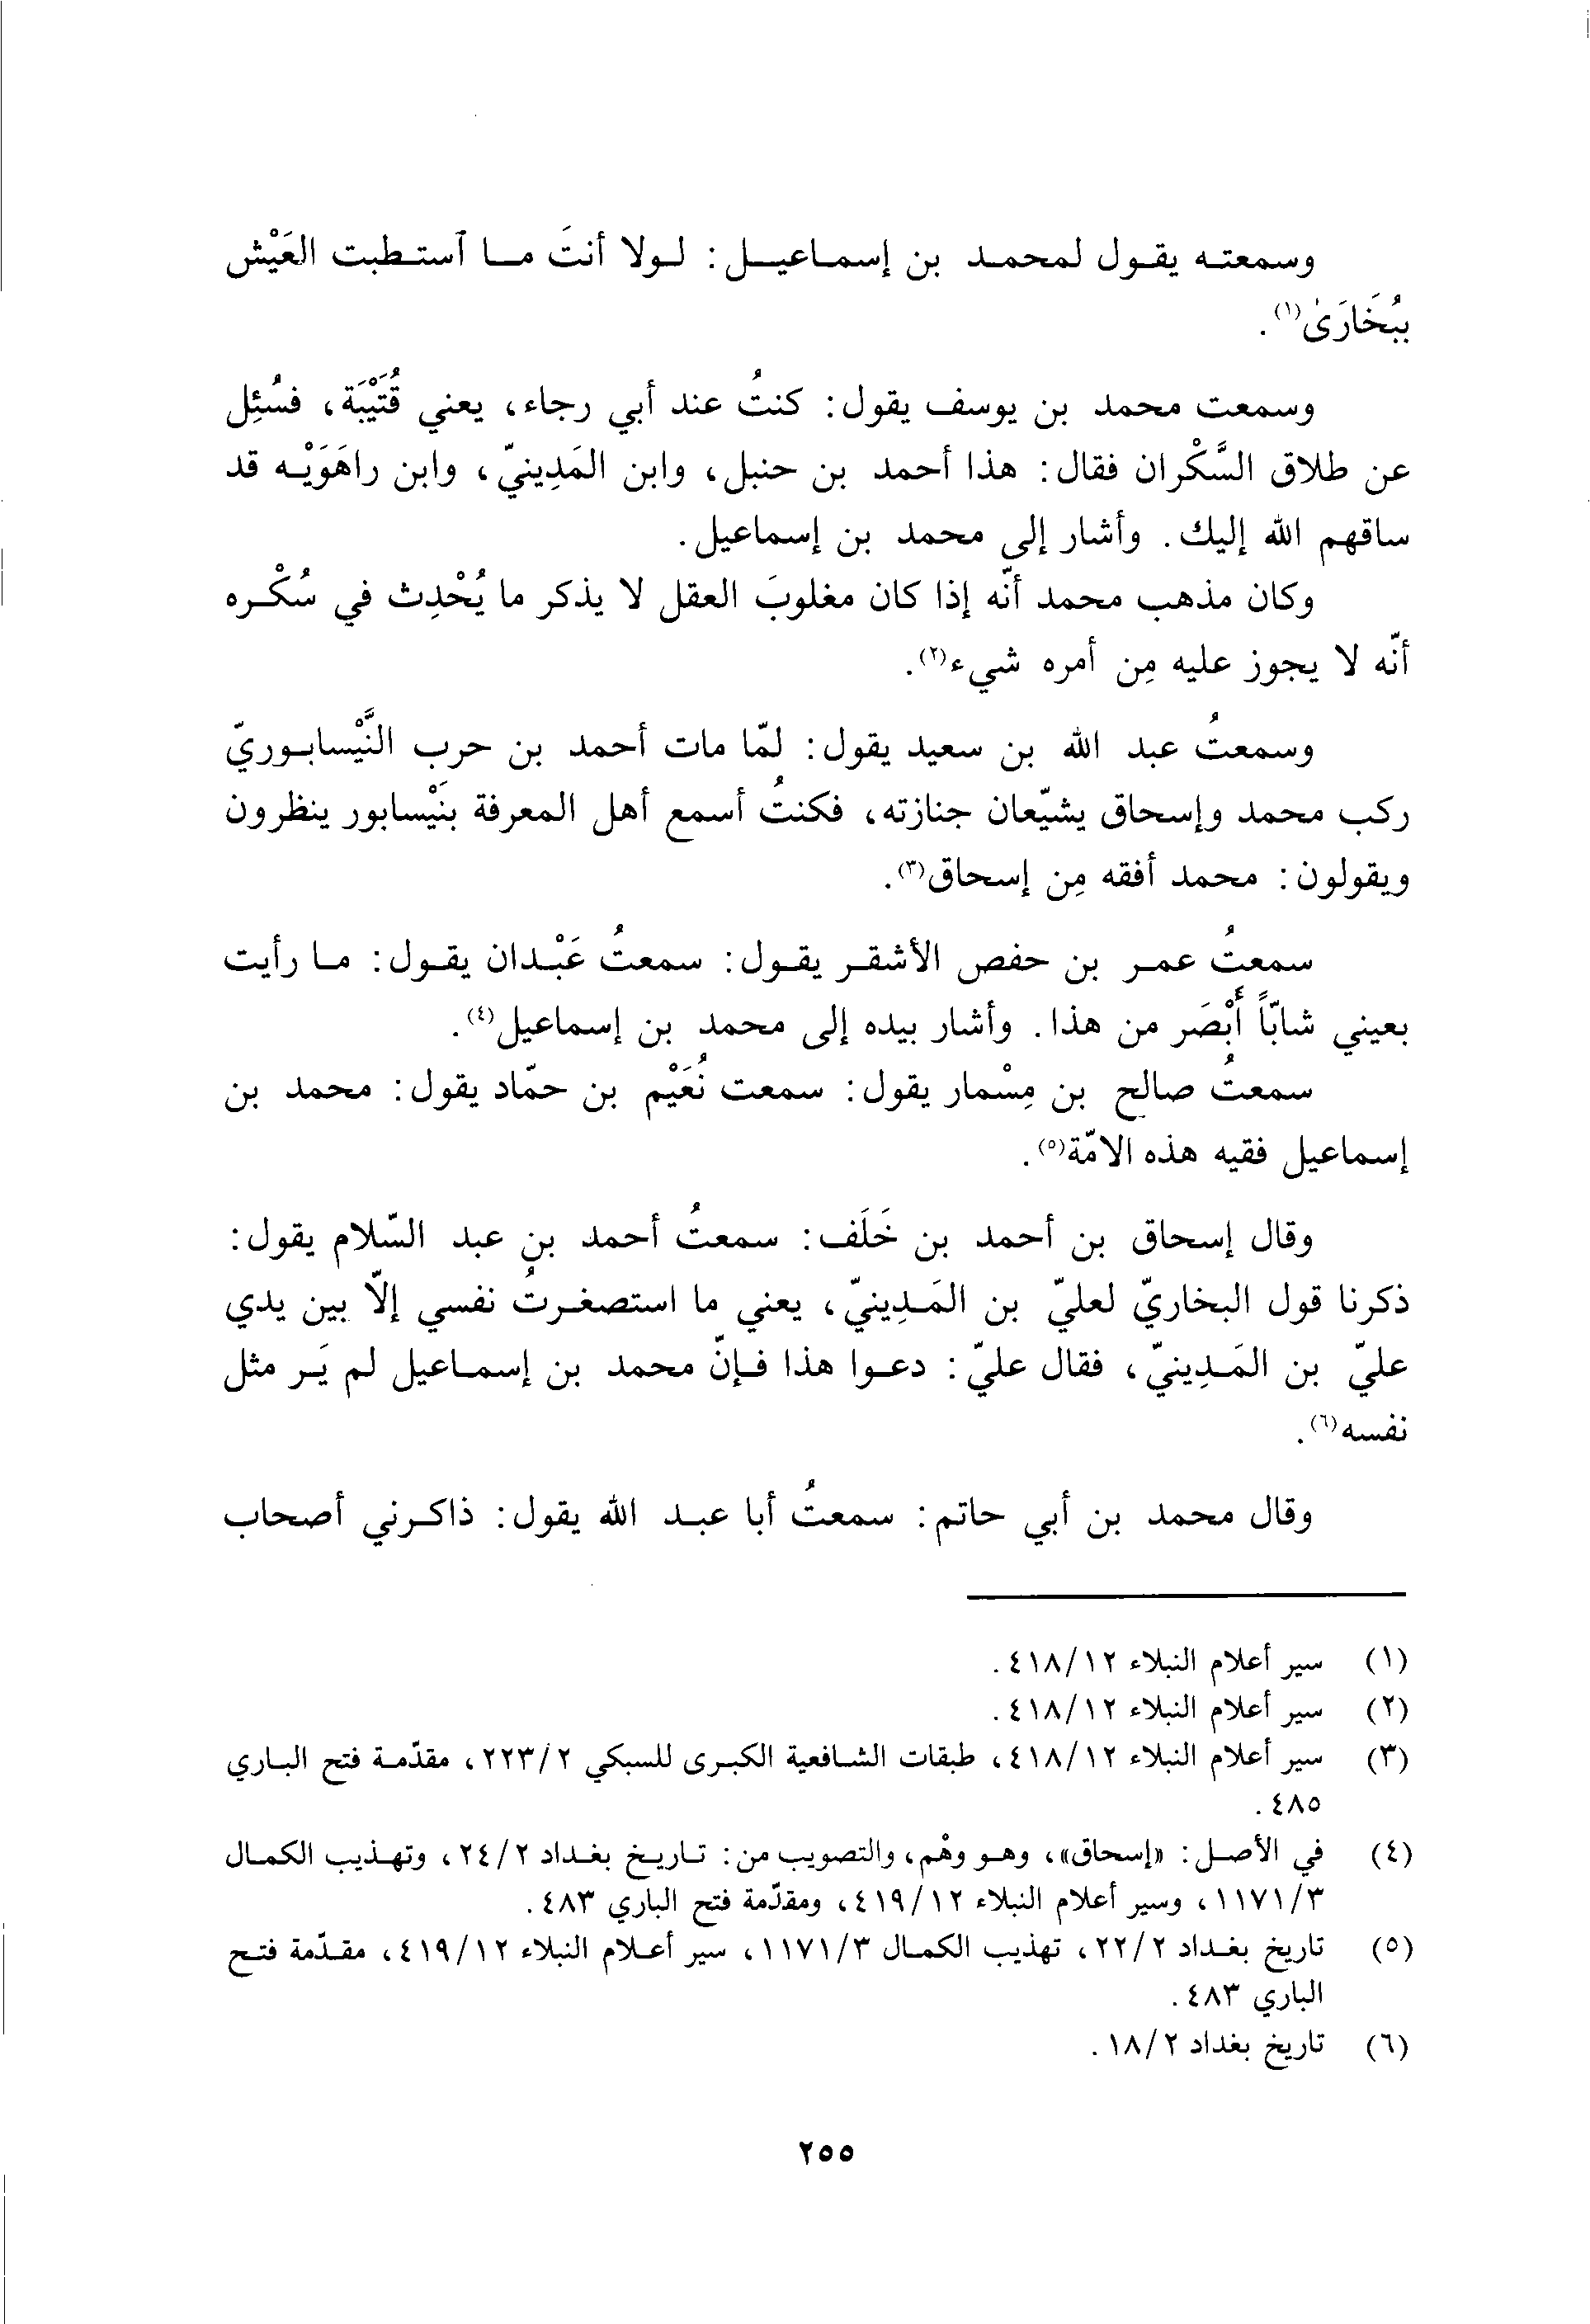 وسمعته يقول لمحمد بن إسماعيل: لولا أنتَ ما آستطبت العَيْش
ببُخَارَىٰ(١).
وسمعت محمد بن يوسف يقول: كنتُ عند أبي رجاء، يعني قُتَيْبَة، فسُئِل
عن طلاق السَّكْران فقال: هذا أحمد بن حنبل، وابن المَدِينيّ، وابن راهَوَيْه قد
ساقهم الله إليك. وأشار إلى محمد بن إسماعيل.
وكان مذهب محمد أنّه إذا كان مغلوبَ العقل لا يذكر ما يُحْدِث في سُكْره
أنّه لا يجوز عليه مِن أمره شيء(٢).
وسمعتُ عبد الله بن سعيد يقول: لمّا مات أحمد بن حرب النَّيْسابوريّ
ركب محمد وإسحاق يشيّعان جنازته، فكنتُ أسمع أهل المعرفة بنَيْسابور ينظرون
ويقولون: محمد أفقه مِن إسحاق(٣).
سمعتُ عمر بن حفص الأشقر يقول: سمعتُ عَبْدان يقول: ما رأيت
بعيني شابّاً أَبْصَر من هذا. وأشار بيده إلى محمد بن إسماعيل(٤).
سمعتُ صالح بن مِسْمار يقول: سمعت نُعَيْم بن حمّاد يقول: محمد بن
إسماعيل فقيه هذه الامّة(٥).
وقال إسحاق بن أحمد بن خَلَف: سمعتُ أحمد بن عبد السّلام يقول:
ذكرنا قول البخاريّ لعليّ بن المَدِينيّ، يعني ما استصغرتُ نفسي إلّا بين يدي
عليّ بن المَدِينيّ، فقال عليّ: دعوا هذا فإنّ محمد بن إسماعيل لم يَر مثل
نفسه(٦).
وقال محمد بن أبي حاتم: سمعتُ أبا عبد الله يقول: ذاكرني أصحاب
(١) سير أعلام النبلاء ٤١٨/١٢.
(٢) سير أعلام النبلاء ٤١٨/١٢.
(٣) سير أعلام النبلاء ٤١٨/١٢، طبقات الشافعية الكبرى للسبكي ٢٢٣/٢، مقدّمة فتح الباري
٤٨٥.
(٤) في الأصل: «إسحاق»، وهو وهْم، والتصويب من: تاريخ بغداد ٢٤/٢، وتهذيب الكمال
١١٧١/٣، وسير أعلام النبلاء ٤١٩/١٢، ومقدّمة فتح الباري ٤٨٣.
(٥) تاريخ بغداد ٢٢/٢، تهذيب الكمال ١١٧١/٣، سير أعلام النبلاء ٤١٩/١٢، مقدّمة فتح
الباري ٤٨٣.
(٦) تاريخ بغداد ١٨/٢.
٢٥٥